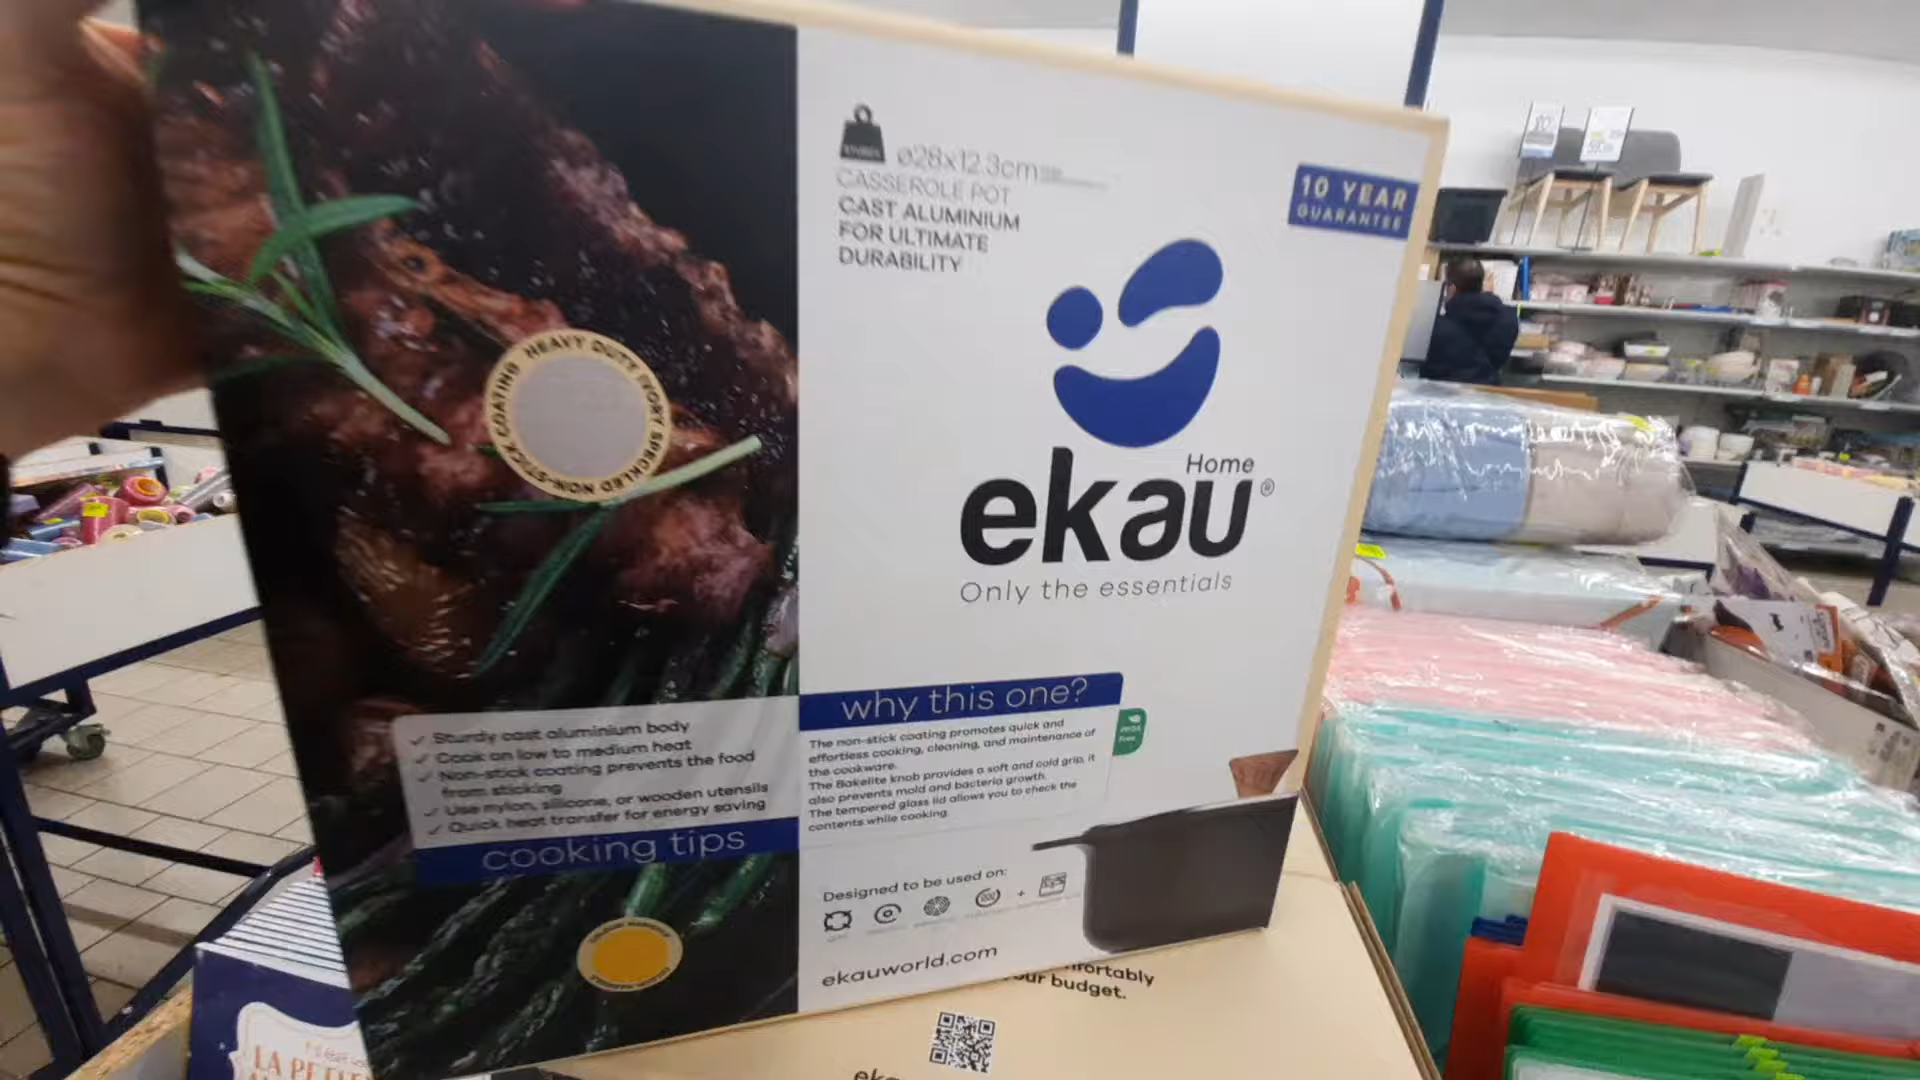 ø28x12.3cm
CASSEROLE POT
CAST ALUMINIUM
FOR ULTIMATE
DURABILITY
10 YEAR
GUARANTEE
HEAVY DUTY IVORY SPECKLED NON-STICK COATING
Home
ekau®
Only the essentials
✓ Sturdy cast aluminium body
✓ Cook on low to medium heat
✓ Non-stick coating prevents the food
from sticking
✓ Use nylon, silicone, or wooden utensils
✓ Quick heat transfer for energy saving
cooking tips
why this one?
The non-stick coating promotes quick and
effortless cooking, cleaning, and maintenance of
the cookware.
The Bakelite knob provides a soft and cold grip, it
also prevents mold and bacteria growth.
The tempered glass lid allows you to check the
contents while cooking.
PFOA
Free
Designed to be used on:
+
ekauworld.com
our budget.